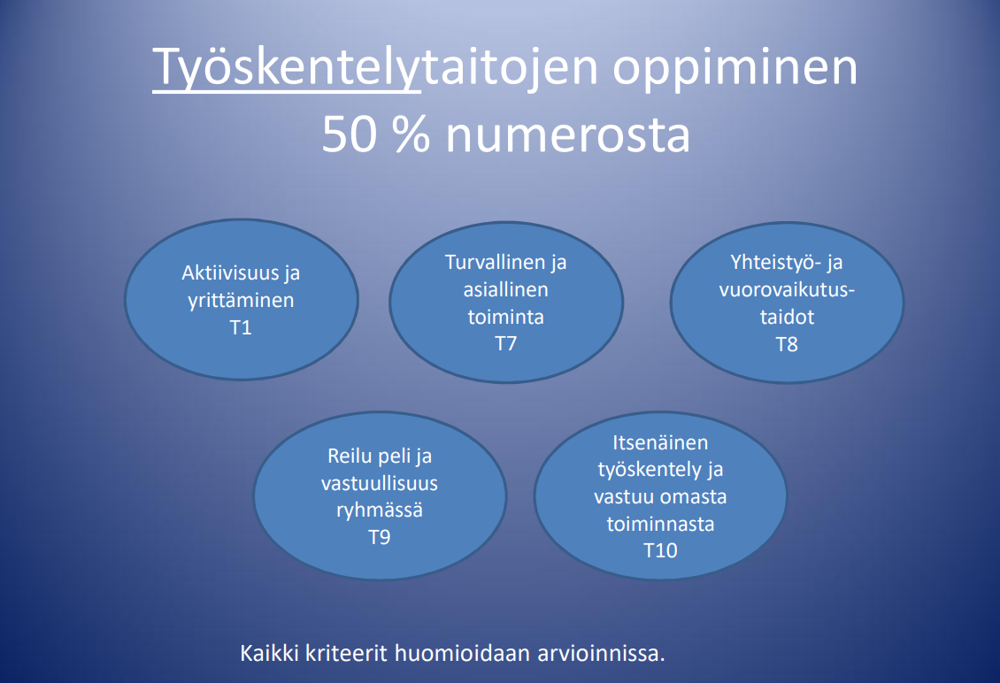 Työskentelytaitojen oppiminen
50 % numerosta
Aktiivisuus ja
yrittäminen
T1
Turvallinen ja
asiallinen
toiminta
T7
Yhteistyö- ja
vuorovaikutus-
taidot
T8
Reilu peli ja
vastuullisuus
ryhmässä
T9
Itsenäinen
työskentely ja
vastuu omasta
toiminnasta
T10
Kaikki kriteerit huomioidaan arvioinnissa.